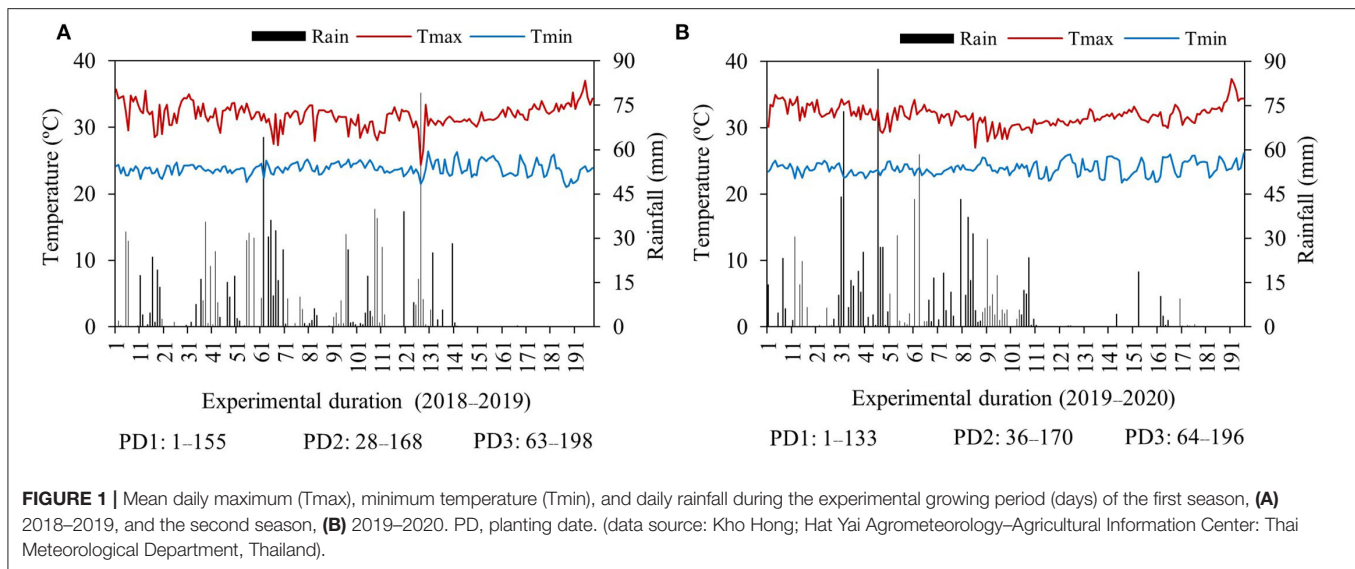 A
Rain Tmax Tmin
40
30
20
10
0
Temperature (ºC)
90
75
60
45
30
15
0
Rainfall (mm)
1 11 21 31 41 51 61 71 81 91 101 111 121 131 141 151 161 171 181 191
Experimental duration (2018–2019)
PD1: 1–155 PD2: 28–168 PD3: 63–198
B
Rain Tmax Tmin
40
30
20
10
0
Temperature (ºC)
90
75
60
45
30
15
0
Rainfall (mm)
1 11 21 31 41 51 61 71 81 91 101 111 121 131 141 151 161 171 181 191
Experimental duration (2019–2020)
PD1: 1–133 PD2: 36–170 PD3: 64–196
FIGURE 1 | Mean daily maximum (Tmax), minimum temperature (Tmin), and daily rainfall during the experimental growing period (days) of the first season, (A)
2018–2019, and the second season, (B) 2019–2020. PD, planting date. (data source: Kho Hong; Hat Yai Agrometeorology–Agricultural Information Center: Thai
Meteorological Department, Thailand).